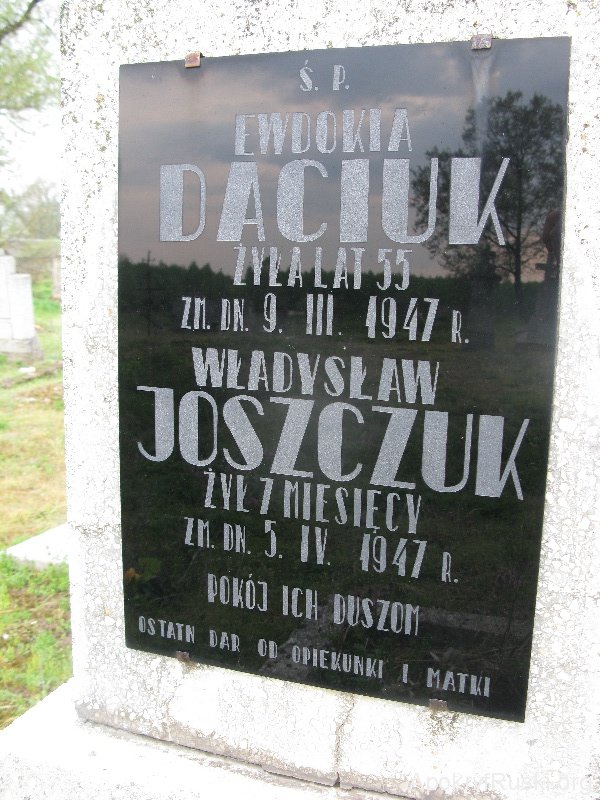 Ś. P.
EWDOKIA
DACIUK
ŻYŁA LAT 55
ZM. DN. 9. III. 1947 R.
WŁADYSŁAW
JOSZCZUK
ŻYŁ 7 MIESIĘCY
ZM. DN. 5. IV. 1947 R.
POKÓJ ICH DUSZOM
OSTATN DAR OD OPIEKUNKI I MATKI